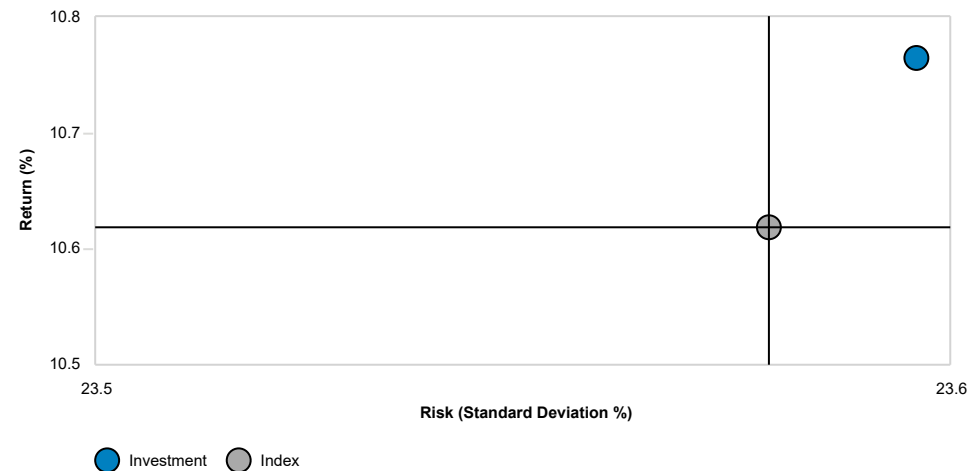 10.8
10.7
Return (%)
10.6
10.5
23.5
23.6
Risk (Standard Deviation %)
Investment
Index